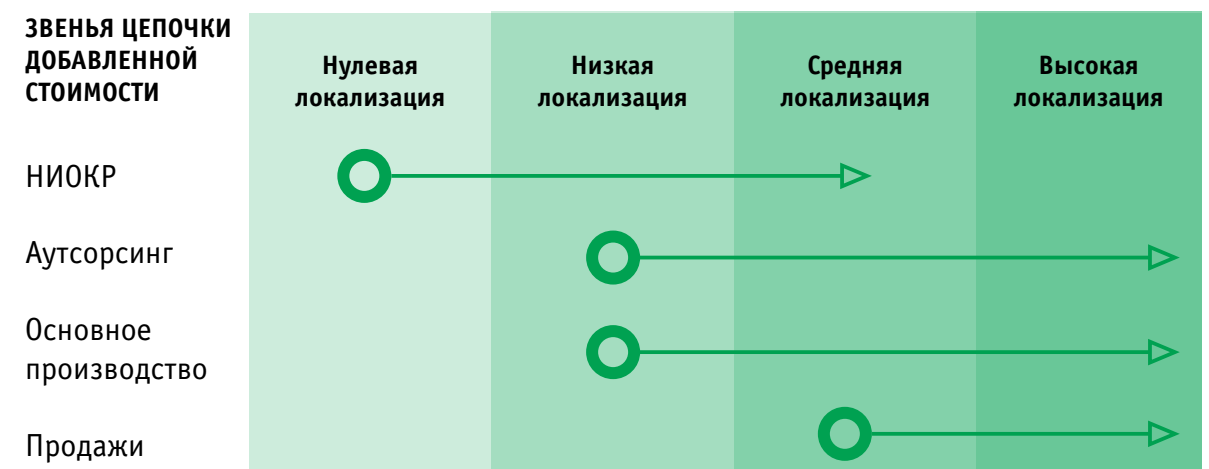 ЗВЕНЬЯ ЦЕПОЧКИ
ДОБАВЛЕННОЙ
СТОИМОСТИ
Нулевая
локализация
Низкая
локализация
Средняя
локализация
Высокая
локализация
НИОКР
Аутсорсинг
Основное
производство
Продажи